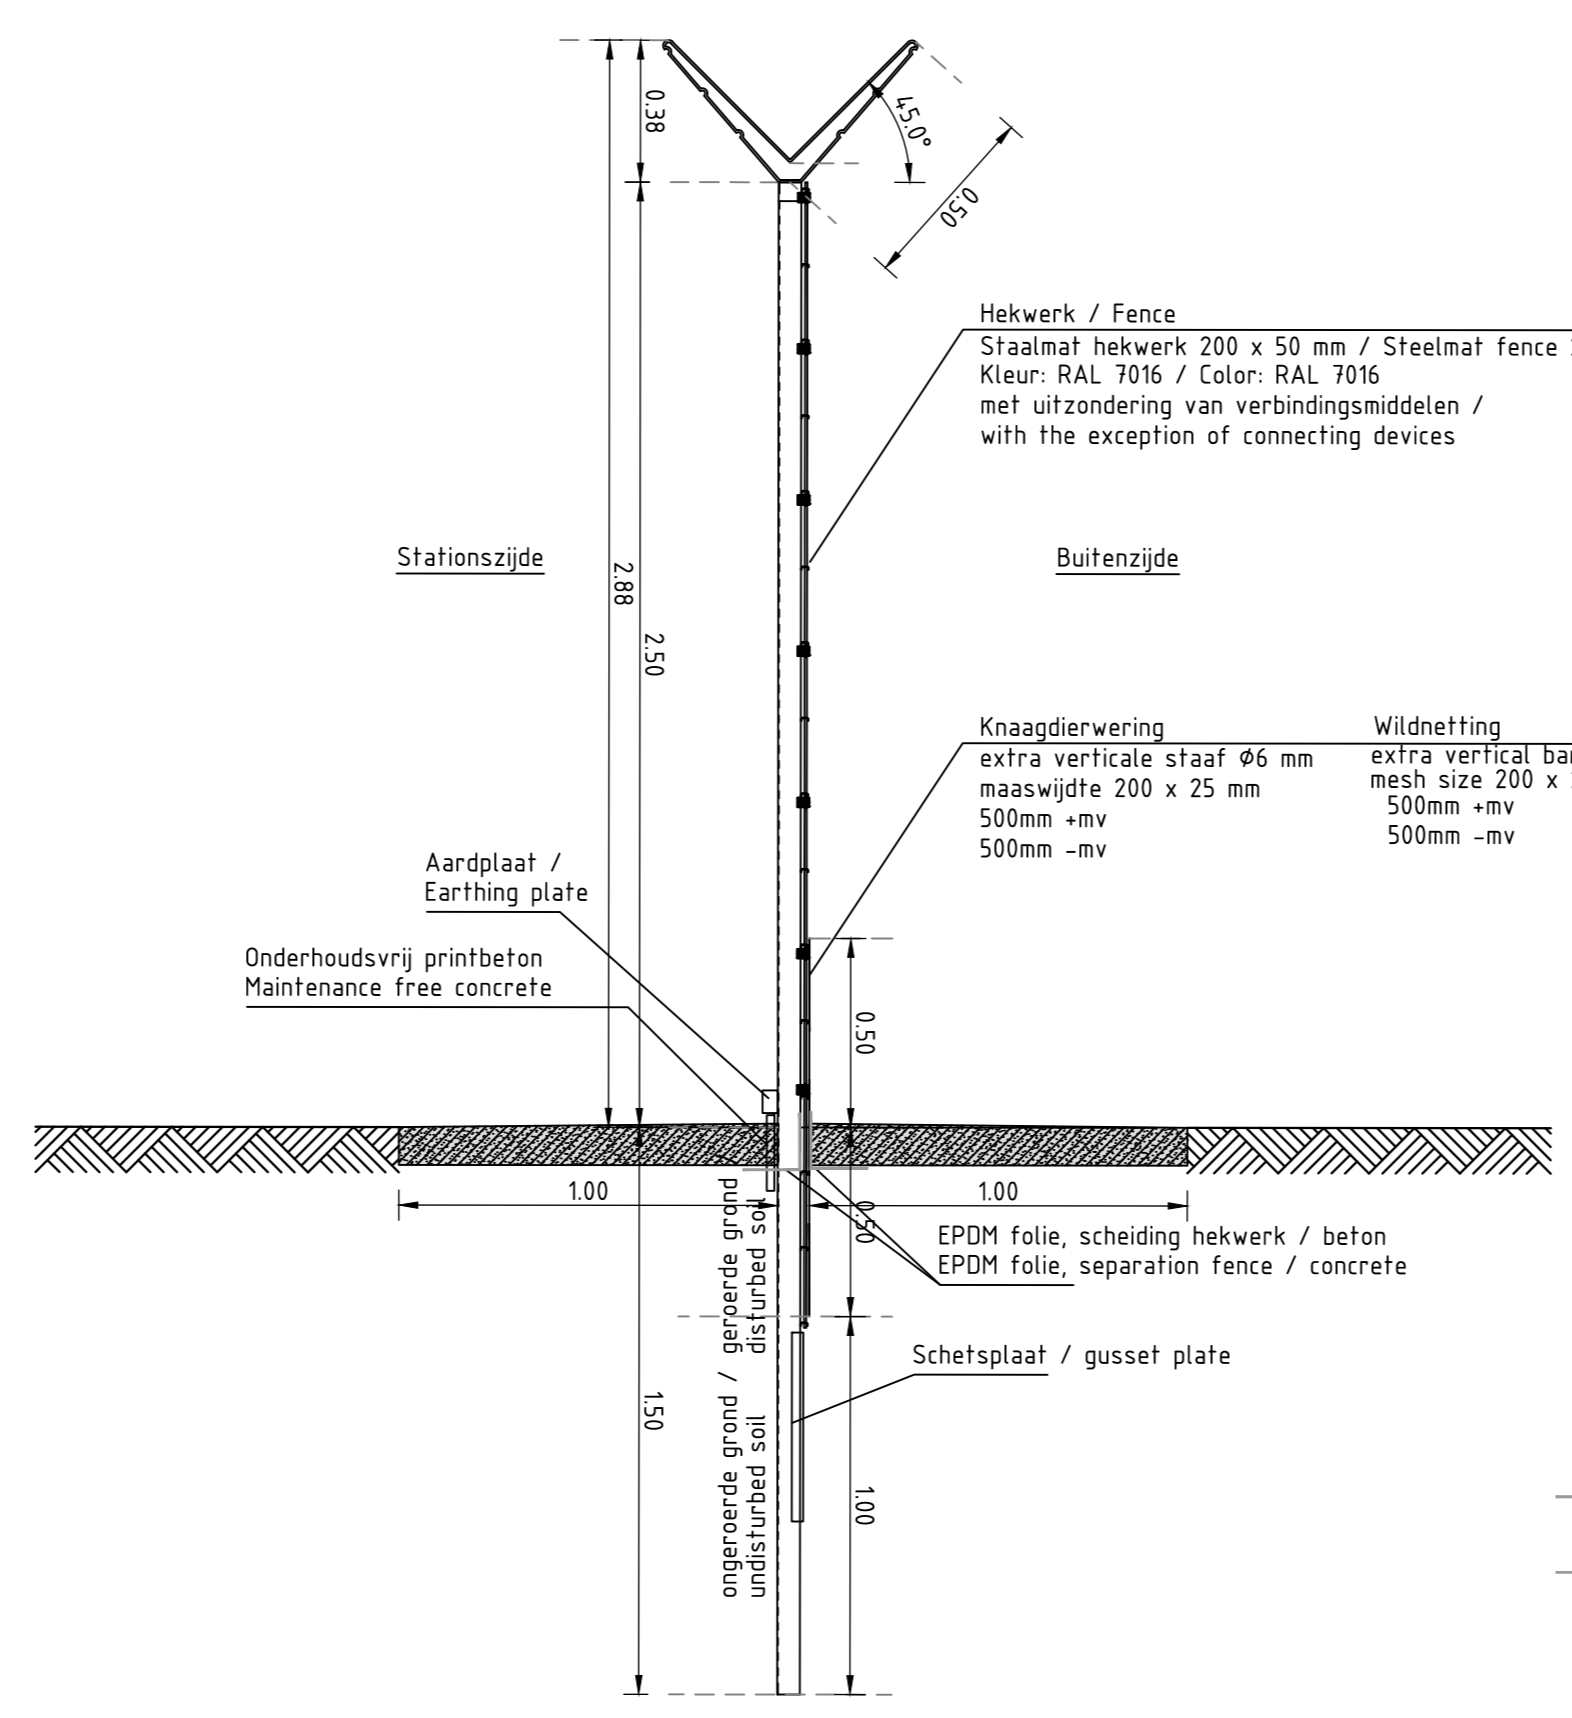 0.38
45.0°
0.50
Hekwerk / Fence
Staalmat hekwerk 200 x 50 mm / Steelmat fence
Kleur: RAL 7016 / Color: RAL 7016
met uitzondering van verbindingsmiddelen /
with the exception of connecting devices
Stationszijde
Buitenzijde
2.88
2.50
Knaagdierwering
extra verticale staaf Ø6 mm
maaswijdte 200 x 25 mm
500mm +mv
500mm -mv
Wildnetting
extra vertical
mesh size 200 x
500mm +mv
500mm -mv
Aardplaat /
Earthing plate
Onderhoudsvrij printbeton
Maintenance free concrete
0.50
1.00
1.00
0.50
EPDM folie, scheiding hekwerk / beton
EPDM folie, separation fence / concrete
ongeroerde grond / geroerde grond
undisturbed soil disturbed soil
Schetsplaat / gusset plate
1.50
1.00